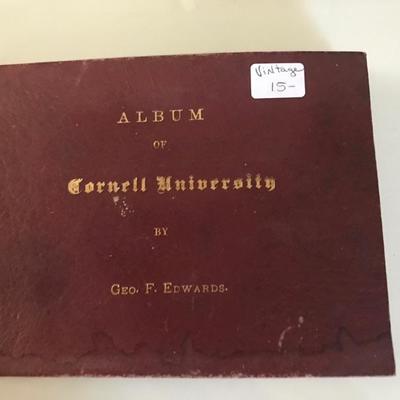 Vintage
15-
ALBUM
OF
Cornell University
BY
GEO. F. EDWARDS.